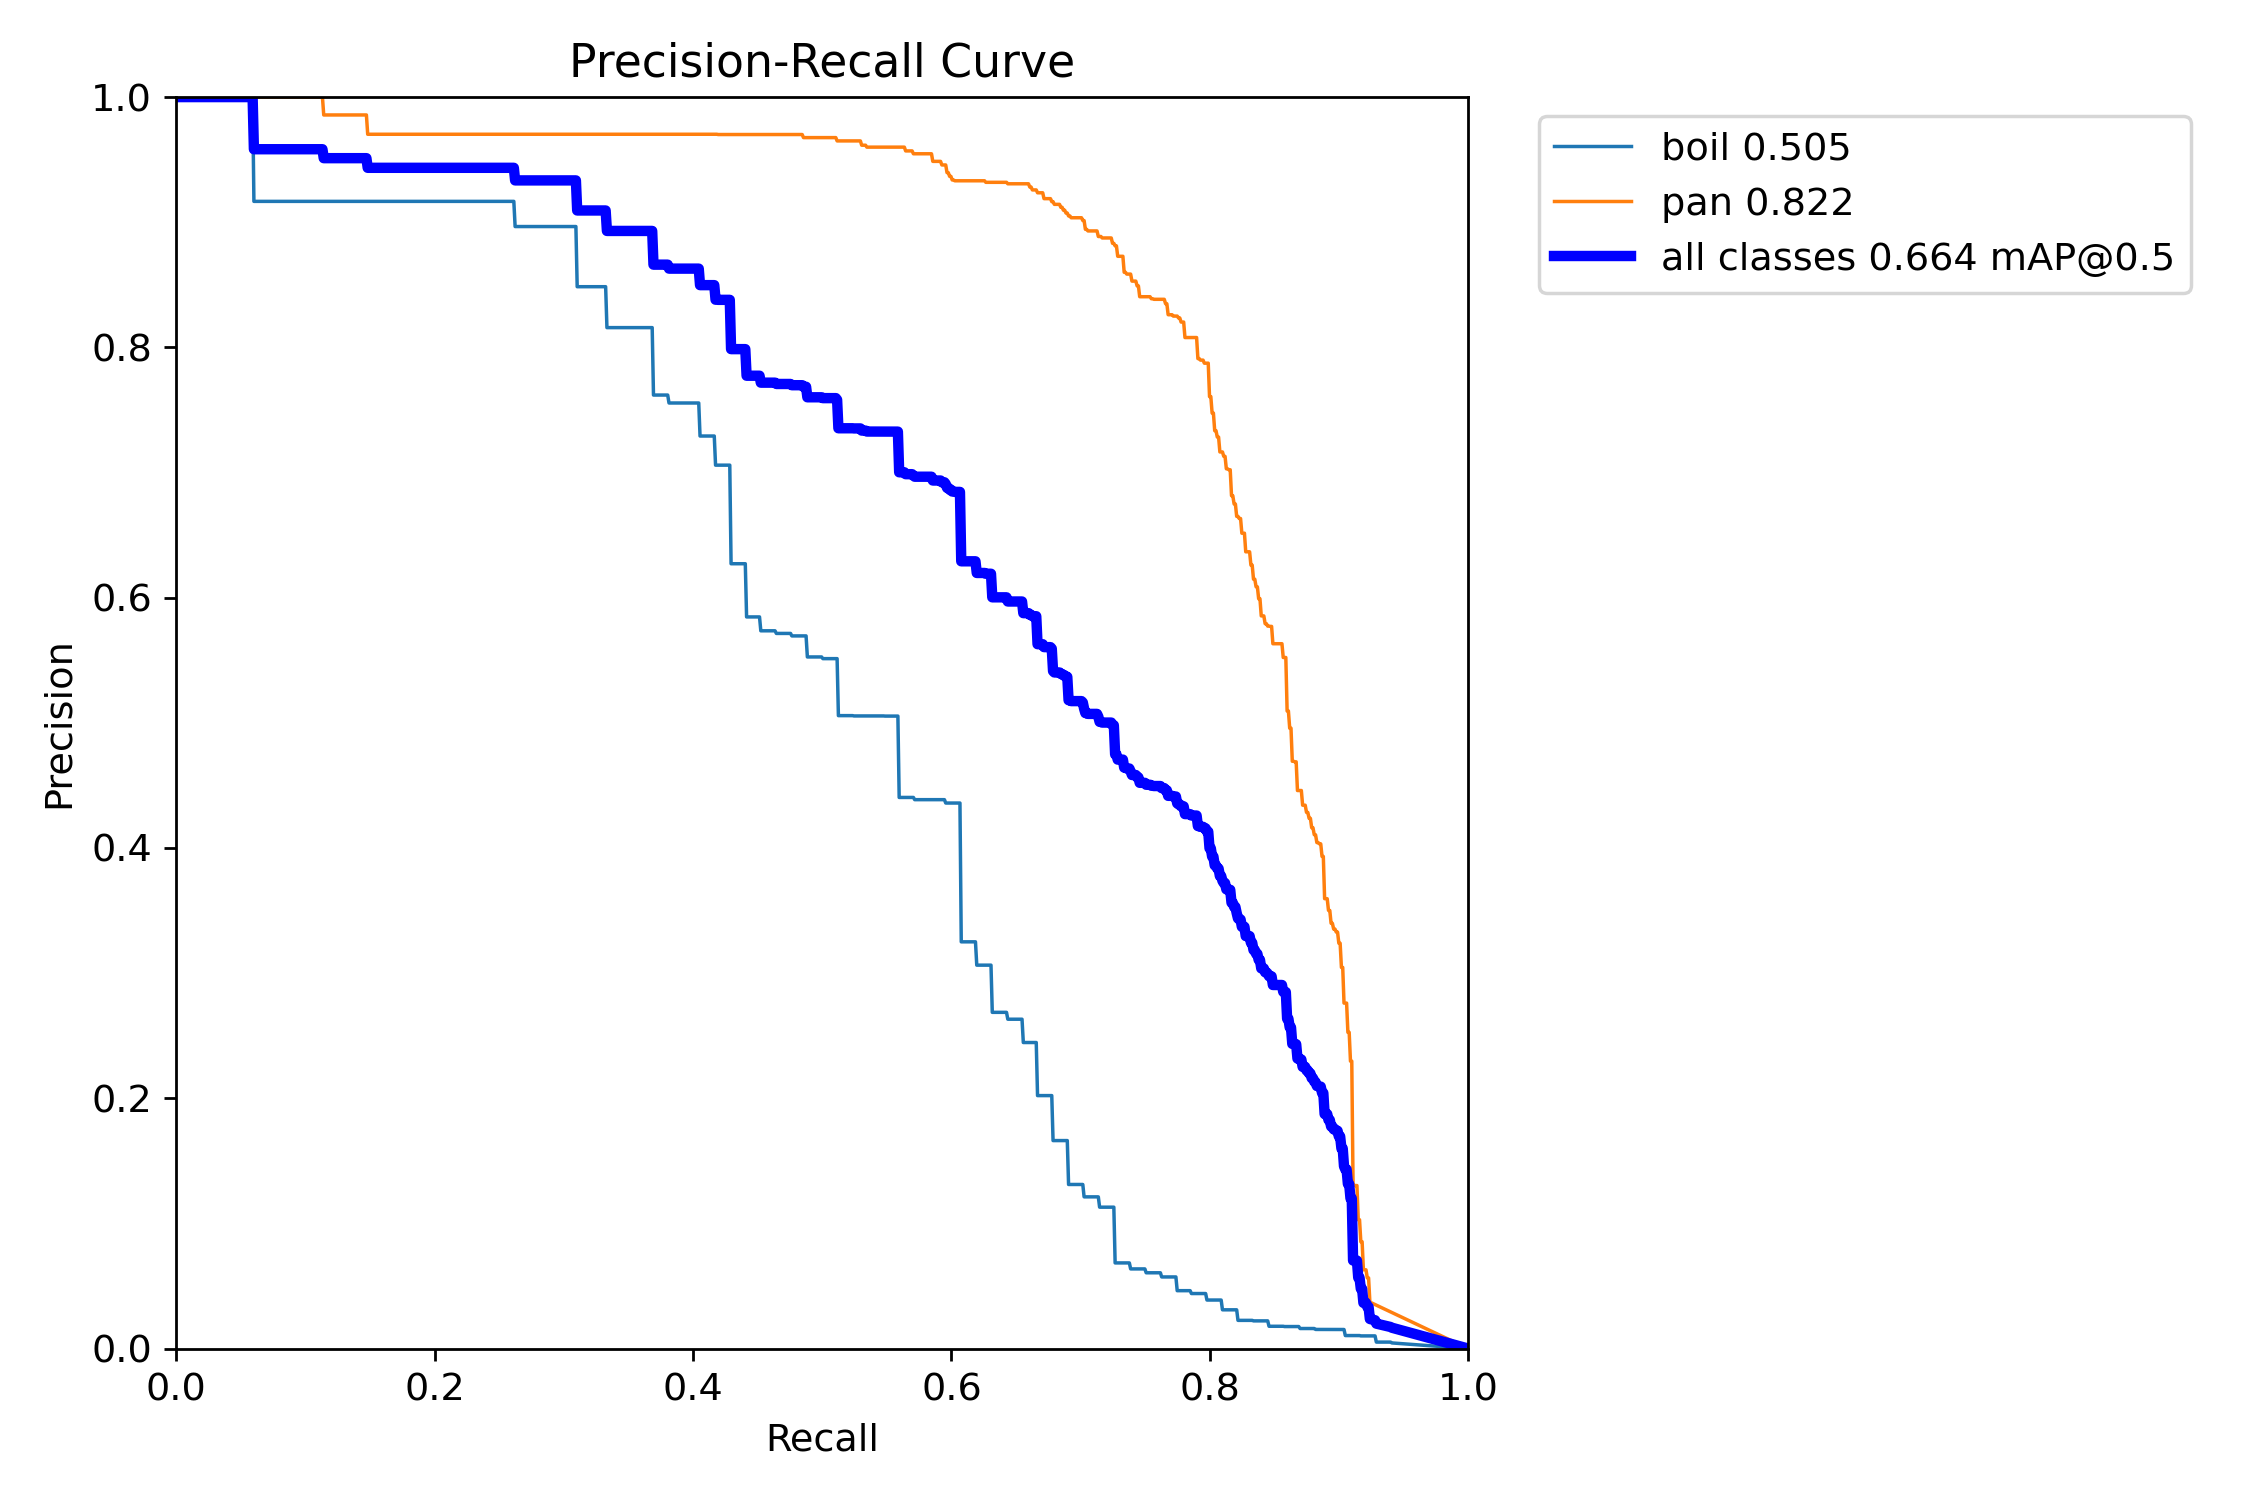 Precision-Recall Curve
1.0
0.8
0.6
0.4
0.2
0.0
Precision
0.0 0.2 0.4 0.6 0.8 1.0
Recall
boil 0.505
pan 0.822
all classes 0.664 mAP@0.5